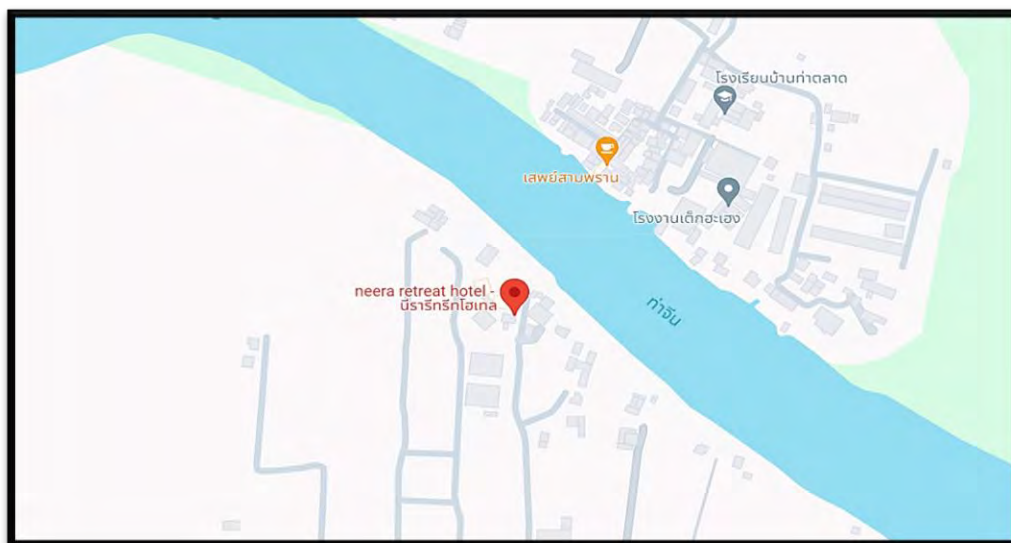 โรงเรียนบ้านท่าตลาด
เสพย์สามพราน
โรงงานเต็กฮะเฮง
neera retreat hotel -
นีรารีทรีทโฮเทล
ท่าจีน